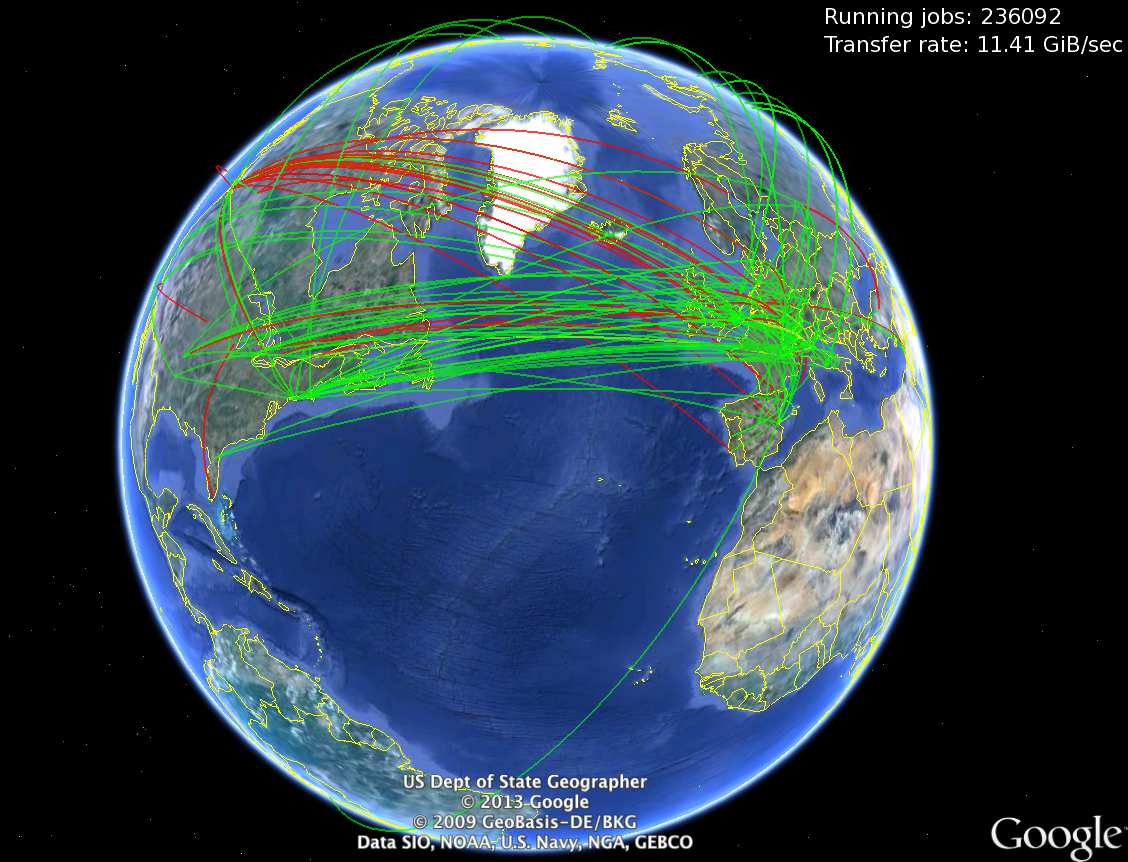 Running jobs: 236092
Transfer rate: 11.41 GiB/sec
US Dept of State Geographer
© 2013 Google
© 2009 GeoBasis-DE/BKG
Data SIO, NOAA, U.S. Navy, NGA, GEBCO
Google